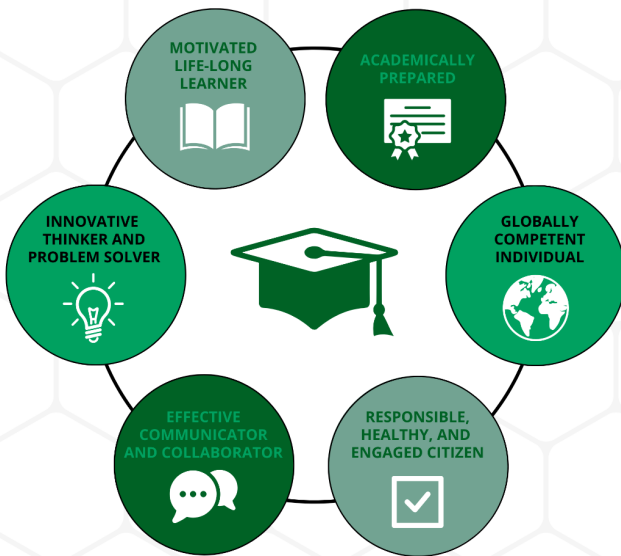 MOTIVATED
LIFE-LONG
LEARNER
ACADEMICALLY
PREPARED
INNOVATIVE
THINKER AND
PROBLEM SOLVER
GLOBALLY
COMPETENT
INDIVIDUAL
EFFECTIVE
COMMUNICATOR
AND COLLABORATOR
RESPONSIBLE,
HEALTHY, AND
ENGAGED CITIZEN